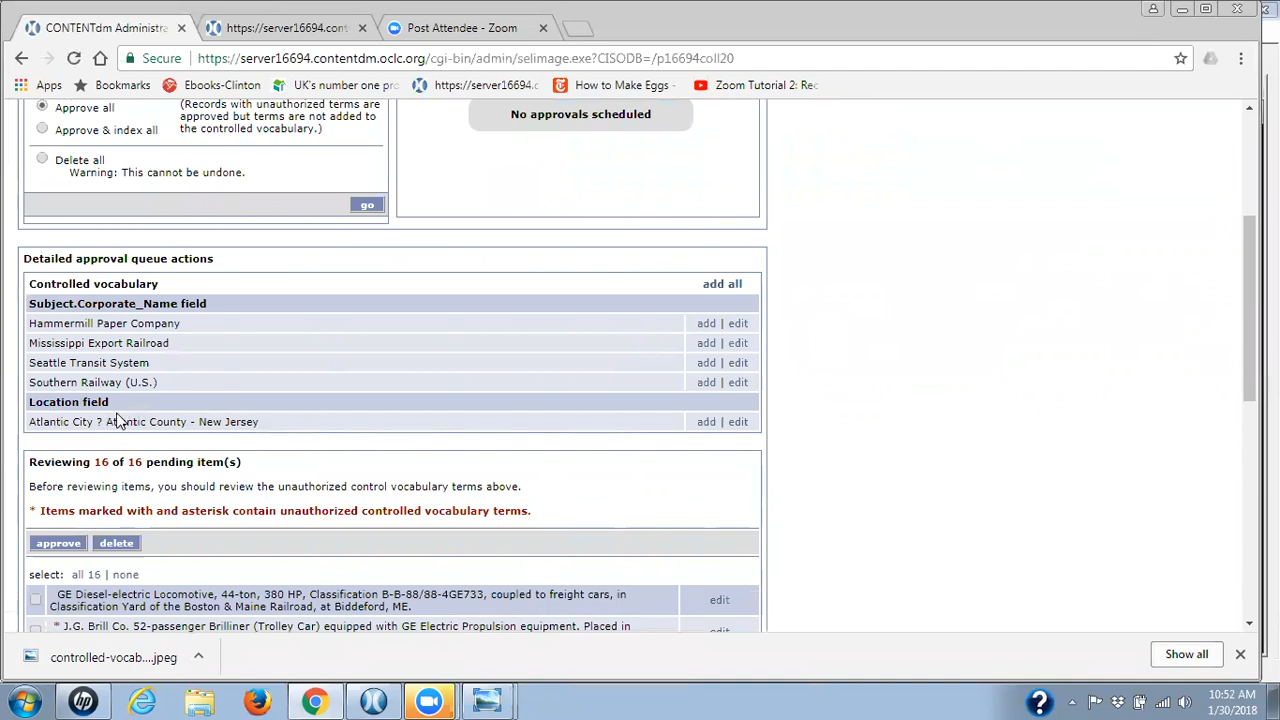 CONTENTdm Administra
https://server16694.cont
Post Attendee - Zoom
Secure
https://server16694.contentdm.oclc.org/cgi-bin/admin/selimage.exe?CISODB=/p16694coll20
Apps
Bookmarks
Ebooks-Clinton
UK's number one pro
https://server16694.c
How to Make Eggs -
Zoom Tutorial 2: Rec
Approve all
(Records with unauthorized terms are approved but terms are not added to the controlled vocabulary.)
Approve & index all
Delete all
Warning: This cannot be undone.
go
No approvals scheduled
Detailed approval queue actions
Controlled vocabulary add all
Subject.Corporate_Name field
Hammermill Paper Company add | edit
Mississippi Export Railroad add | edit
Seattle Transit System add | edit
Southern Railway (U.S.) add | edit
Location field
Atlantic City ? Atlantic County - New Jersey add | edit
Reviewing 16 of 16 pending item(s)
Before reviewing items, you should review the unauthorized control vocabulary terms above.
* Items marked with and asterisk contain unauthorized controlled vocabulary terms.
approve delete
select: all 16 | none
GE Diesel-electric Locomotive, 44-ton, 380 HP, Classification B-B-88/88-4GE733, coupled to freight cars, in
Classification Yard of the Boston & Maine Railroad, at Biddeford, ME.
edit
* J.G. Brill Co. 52-passenger Brilliner (Trolley Car) equipped with GE Electric Propulsion equipment. Placed in
edit
controlled-vocab....jpeg
Show all
10:52 AM
1/30/2018